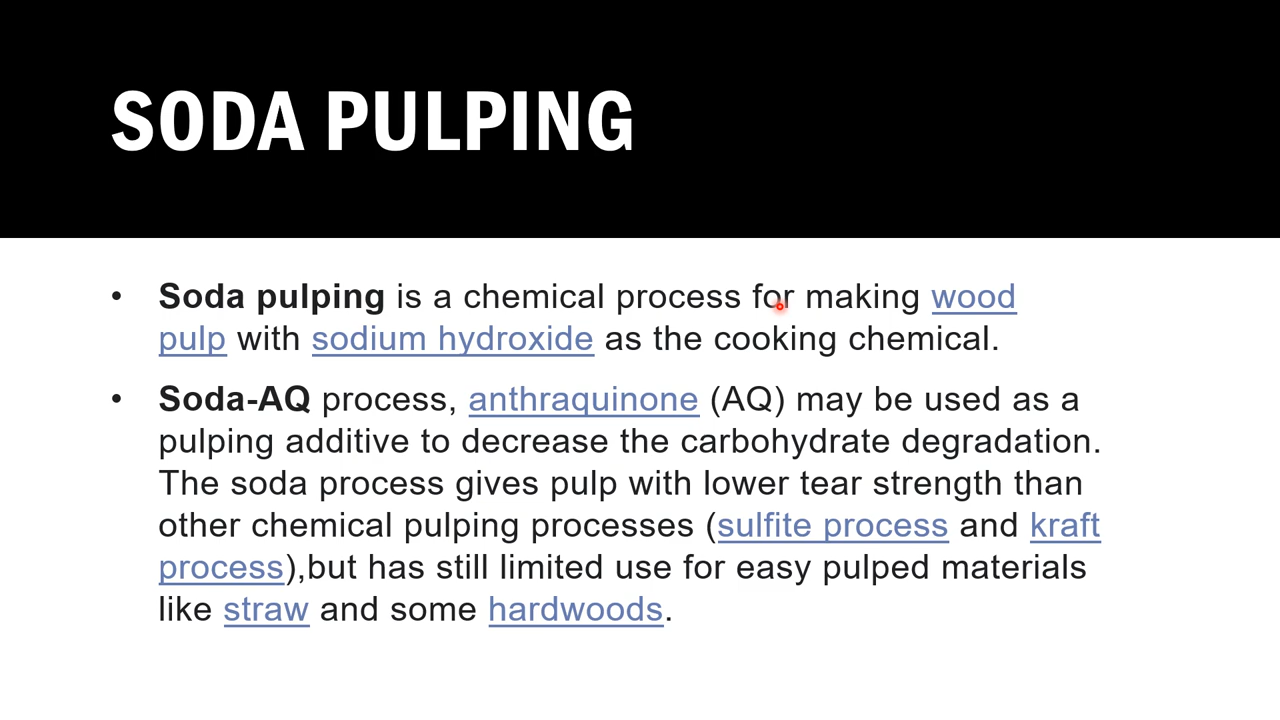 SODA PULPING
• Soda pulping is a chemical process for making wood
pulp with sodium hydroxide as the cooking chemical.
• Soda-AQ process, anthraquinone (AQ) may be used as a
pulping additive to decrease the carbohydrate degradation.
The soda process gives pulp with lower tear strength than
other chemical pulping processes (sulfite process and kraft
process),but has still limited use for easy pulped materials
like straw and some hardwoods.